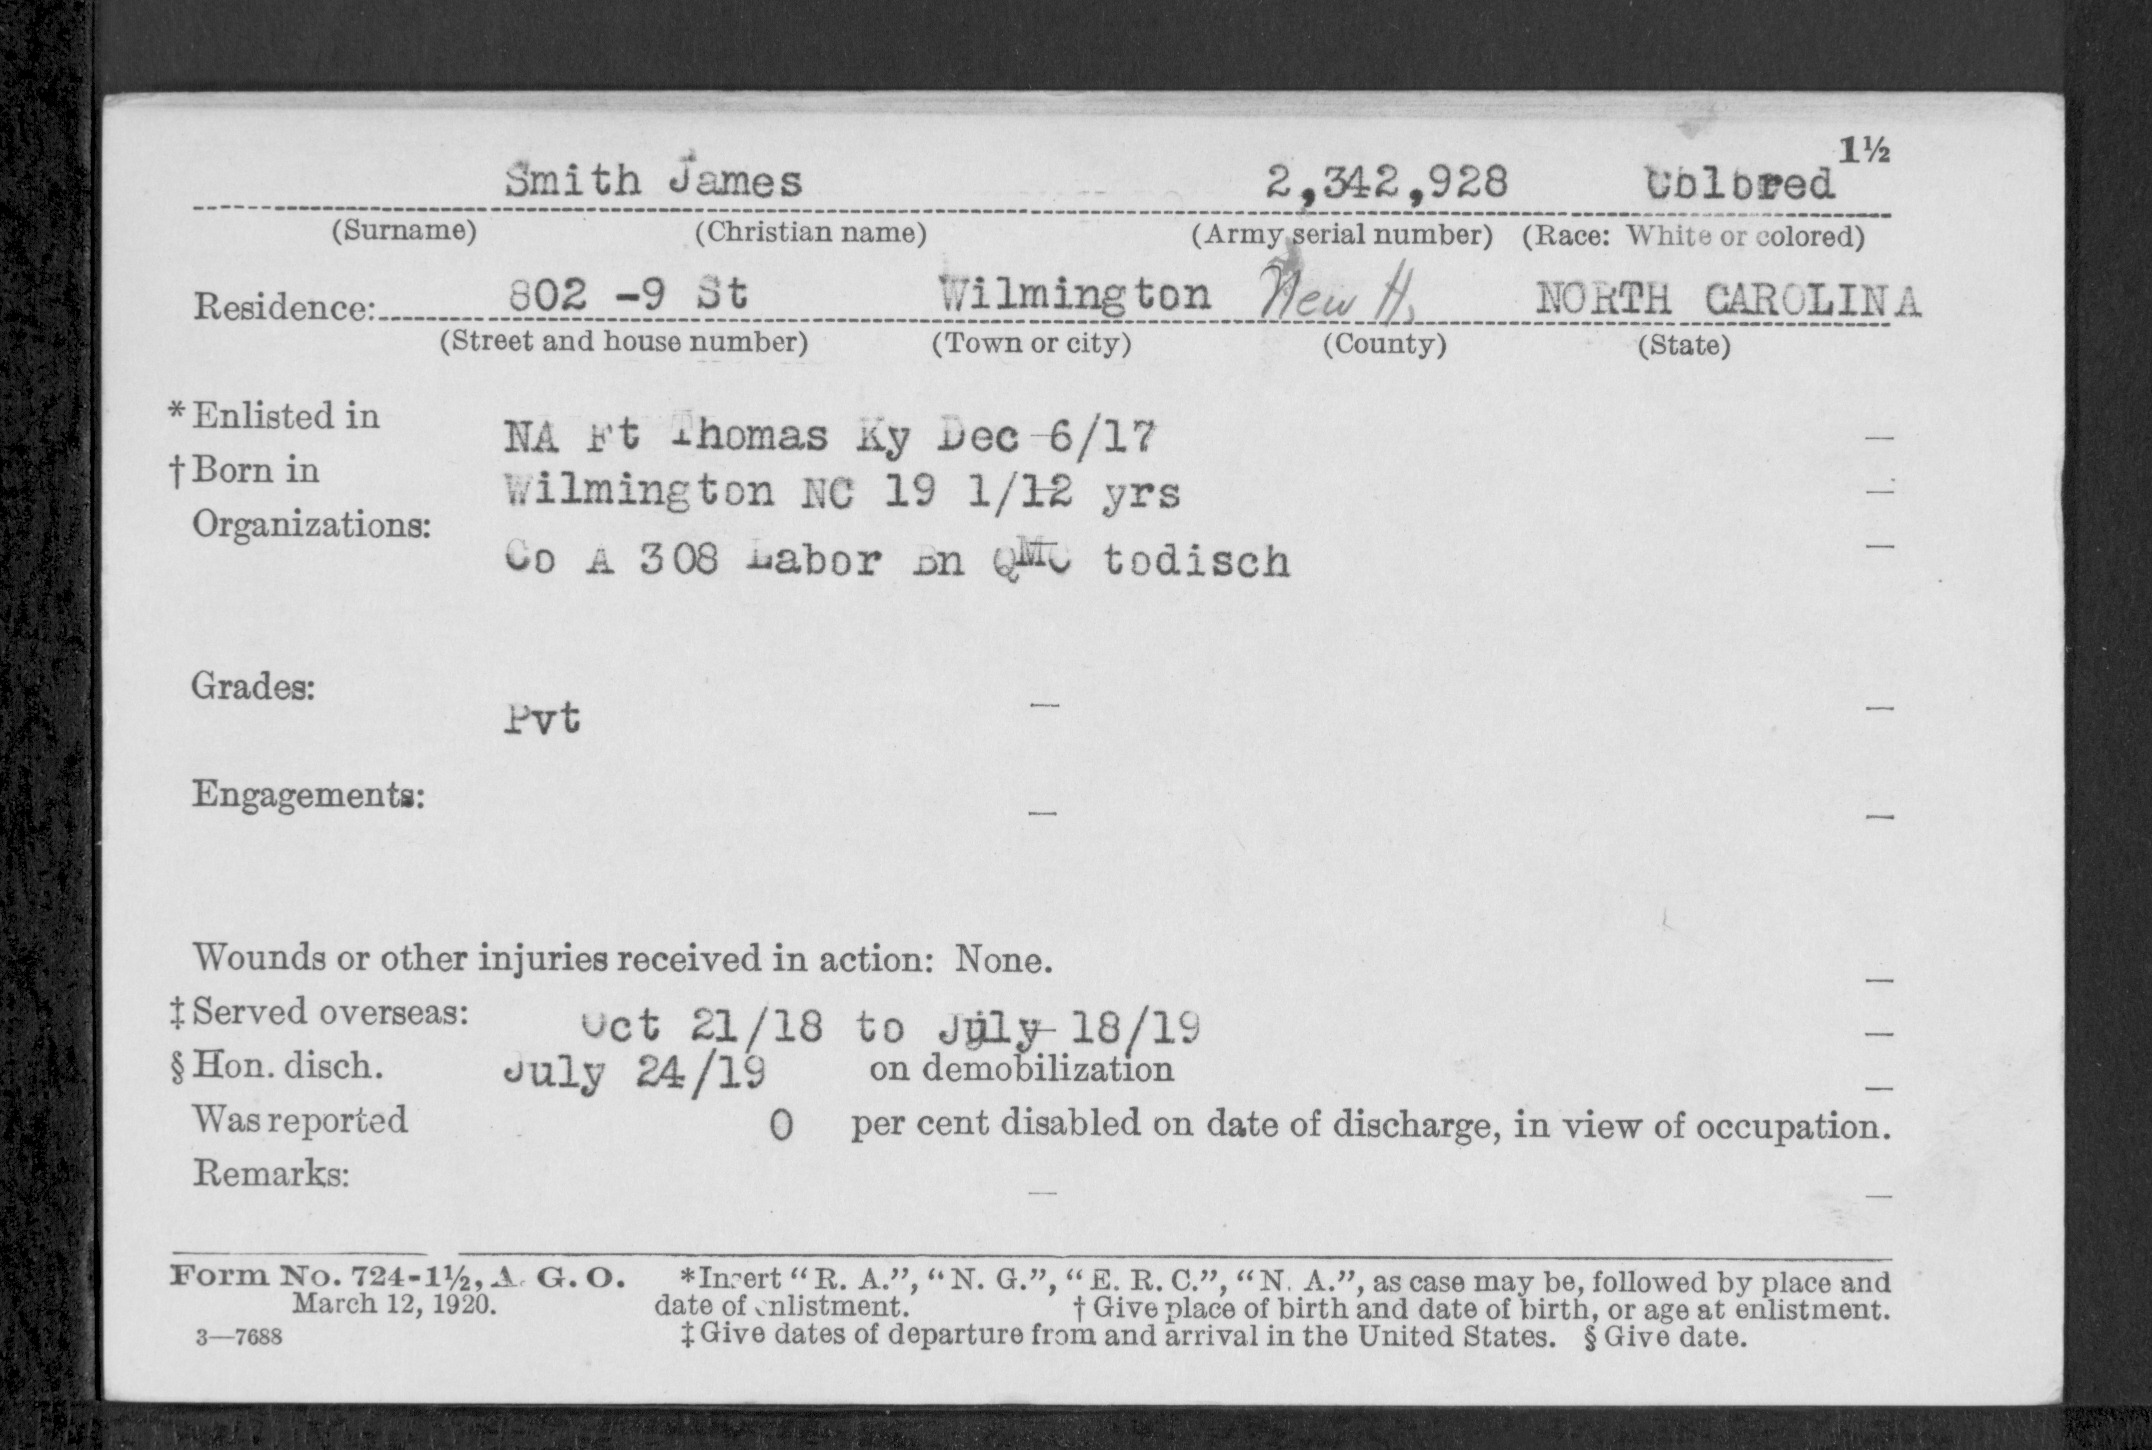 1½
Smith James 2,342,928 Colored
(Surname) (Christian name) (Army serial number) (Race: White or colored)
Residence: 802 -9 St Wilmington New H. NORTH CAROLINA
(Street and house number) (Town or city) (County) (State)
* Enlisted in NA Ft Thomas Ky Dec 6/17 —
† Born in Wilmington NC 19 1/12 yrs —
Organizations: Co A 308 Labor Bn QMC todisch —
Grades: Pvt — —
Engagements: — —
Wounds or other injuries received in action: None. —
‡ Served overseas: Oct 21/18 to July 18/19 —
§ Hon. disch. July 24/19 on demobilization —
Was reported 0 per cent disabled on date of discharge, in view of occupation.
Remarks: — —
Form No. 724-1½, A. G. O. *Insert "R. A.", "N. G.", "E. R. C.", "N. A.", as case may be, followed by place and
March 12, 1920. date of enlistment. † Give place of birth and date of birth, or age at enlistment.
3—7688 ‡ Give dates of departure from and arrival in the United States. § Give date.